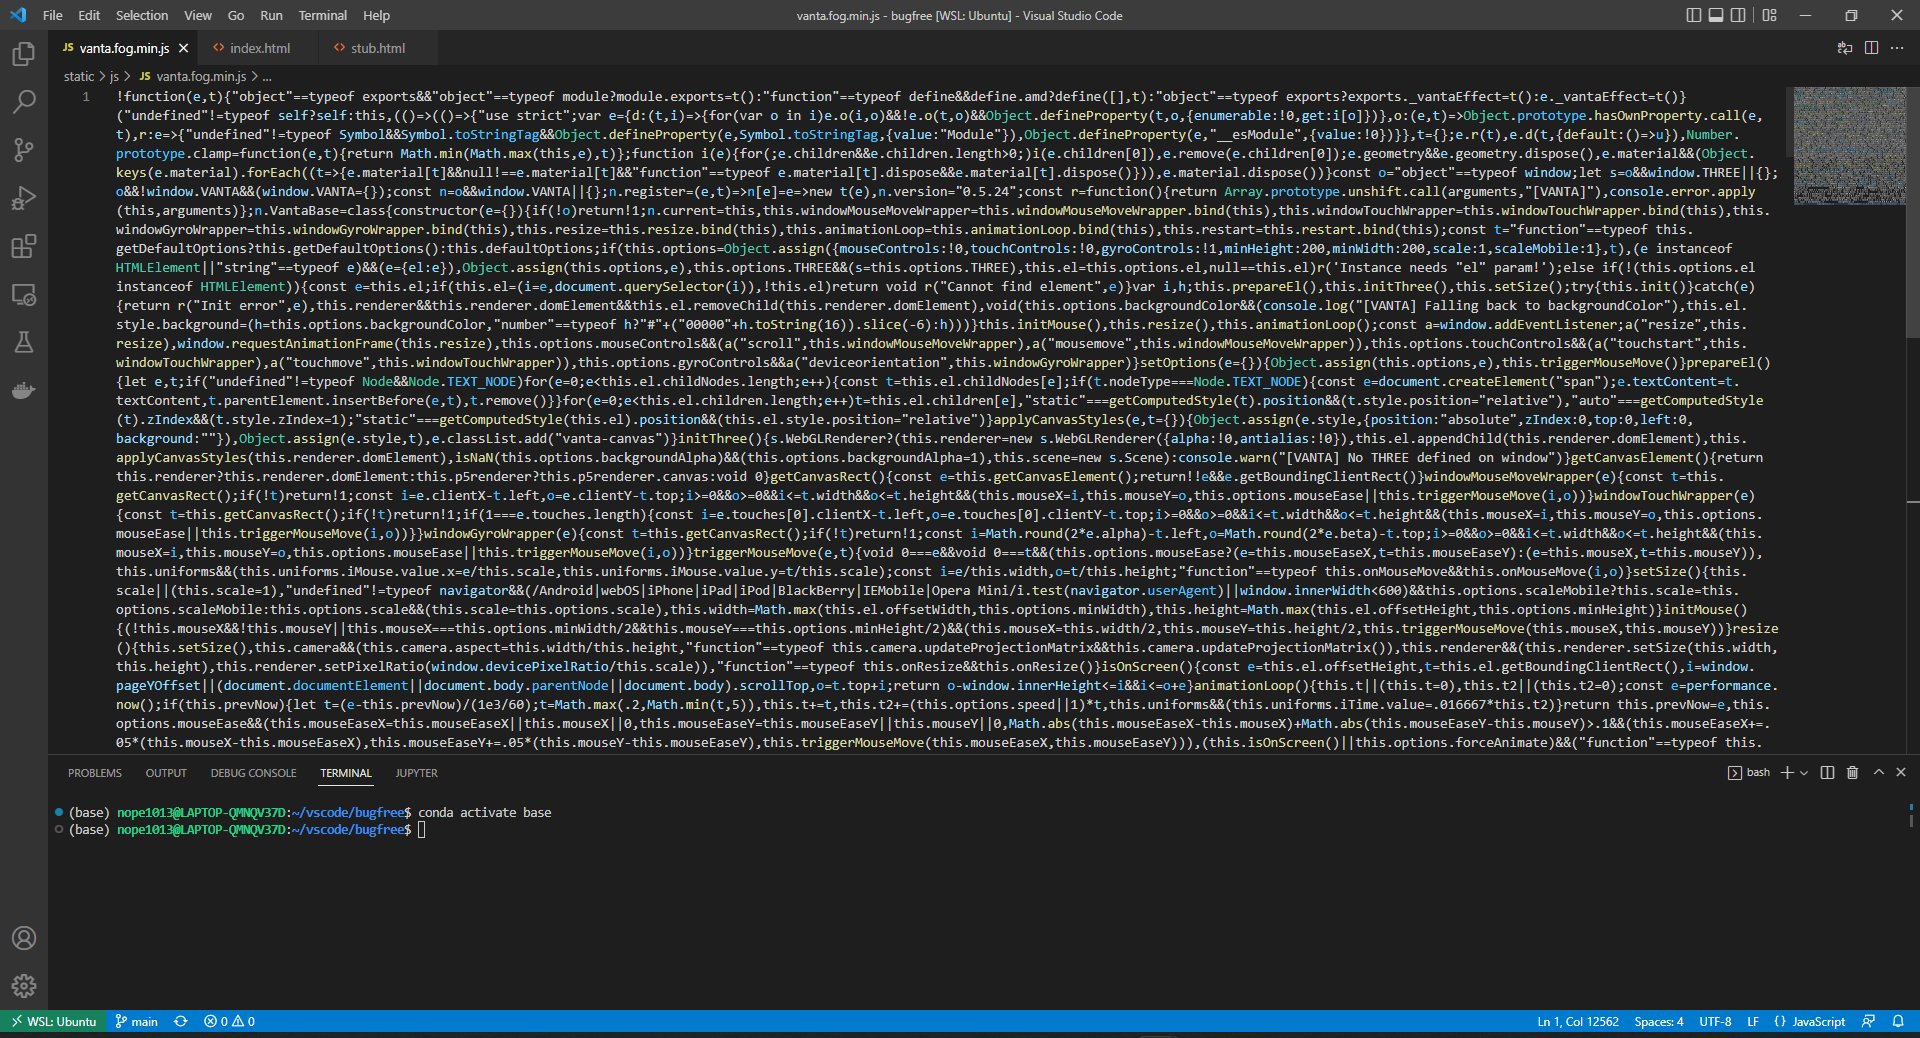 File Edit Selection View Go Run Terminal Help
vanta.fog.min.js - bugfree [WSL: Ubuntu] - Visual Studio Code
JS vanta.fog.min.js
<> index.html
<> stub.html
static > js > JS vanta.fog.min.js > ...
1
!function(e,t){"object"==typeof exports&&"object"==typeof module?module.exports=t():"function"==typeof define&&define.amd?define([],t):"object"==typeof exports?exports._vantaEffect=t():e._vantaEffect=t()}
("undefined"!=typeof self?self:this,(()=>(()=>{"use strict";var e={d:(t,i)=>{for(var o in i)e.o(i,o)&&!e.o(t,o)&&Object.defineProperty(t,o,{enumerable:!0,get:i[o]})},o:(e,t)=>Object.prototype.hasOwnProperty.call(e,
t),r:e=>{"undefined"!=typeof Symbol&&Symbol.toStringTag&&Object.defineProperty(e,Symbol.toStringTag,{value:"Module"}),Object.defineProperty(e,"__esModule",{value:!0})}},t={};e.r(t),e.d(t,{default:()=>u}),Number.
prototype.clamp=function(e,t){return Math.min(Math.max(this,e),t)};function i(e){for(;e.children&&e.children.length>0;)i(e.children[0]),e.remove(e.children[0]);e.geometry&&e.geometry.dispose(),e.material&&(Object.
keys(e.material).forEach((t=>{e.material[t]&&null!==e.material[t]&&"function"==typeof e.material[t].dispose&&e.material[t].dispose()})),e.material.dispose())}const o="object"==typeof window;let s=o&&window.THREE||{};
o&&!window.VANTA&&(window.VANTA={});const n=o&&window.VANTA||{};n.register=(e,t)=>n[e]=e=>new t(e),n.version="0.5.24";const r=function(){return Array.prototype.unshift.call(arguments,"[VANTA]"),console.error.apply
(this,arguments)};n.VantaBase=class{constructor(e={}){if(!o)return!1;n.current=this,this.windowMouseMoveWrapper=this.windowMouseMoveWrapper.bind(this),this.windowTouchWrapper=this.windowTouchWrapper.bind(this),this.
windowGyroWrapper=this.windowGyroWrapper.bind(this),this.resize=this.resize.bind(this),this.animationLoop=this.animationLoop.bind(this),this.restart=this.restart.bind(this);const t="function"==typeof this.
getDefaultOptions?this.getDefaultOptions():this.defaultOptions;if(this.options=Object.assign({mouseControls:!0,touchControls:!0,gyroControls:!1,minHeight:200,minWidth:200,scale:1,scaleMobile:1},t),(e instanceof
HTMLElement||"string"==typeof e)&&(e={el:e}),Object.assign(this.options,e),this.options.THREE&&(s=this.options.THREE),this.el=this.options.el,null==this.el)r('Instance needs "el" param!');else if(!(this.options.el
instanceof HTMLElement)){const e=this.el;if(this.el=(i=e,document.querySelector(i)),!this.el)return void r("Cannot find element",e)}var i,h;this.prepareEl(),this.initThree(),this.setSize();try{this.init()}catch(e)
{return r("Init error",e),this.renderer&&this.renderer.domElement&&this.el.removeChild(this.renderer.domElement),void(this.options.backgroundColor&&(console.log("[VANTA] Falling back to backgroundColor"),this.el.
style.background=(h=this.options.backgroundColor,"number"==typeof h?"#"+("00000"+h.toString(16)).slice(-6):h)))}this.initMouse(),this.resize(),this.animationLoop();const a=window.addEventListener;a("resize",this.
resize),window.requestAnimationFrame(this.resize),this.options.mouseControls&&(a("scroll",this.windowMouseMoveWrapper),a("mousemove",this.windowMouseMoveWrapper)),this.options.touchControls&&(a("touchstart",this.
windowTouchWrapper),a("touchmove",this.windowTouchWrapper)),this.options.gyroControls&&a("deviceorientation",this.windowGyroWrapper)}setOptions(e={}){Object.assign(this.options,e),this.triggerMouseMove()}prepareEl()
{let e,t;if("undefined"!=typeof Node&&Node.TEXT_NODE)for(e=0;e<this.el.childNodes.length;e++){const t=this.el.childNodes[e];if(t.nodeType===Node.TEXT_NODE){const e=document.createElement("span");e.textContent=t.
textContent,t.parentElement.insertBefore(e,t),t.remove()}}for(e=0;e<this.el.children.length;e++)t=this.el.children[e],"static"===getComputedStyle(t).position&&(t.style.position="relative"),"auto"===getComputedStyle
(t).zIndex&&(t.style.zIndex=1);"static"===getComputedStyle(this.el).position&&(this.el.style.position="relative")}applyCanvasStyles(e,t={}){Object.assign(e.style,{position:"absolute",zIndex:0,top:0,left:0,
background:""}),Object.assign(e.style,t),e.classList.add("vanta-canvas")}initThree(){s.WebGLRenderer?(this.renderer=new s.WebGLRenderer({alpha:!0,antialias:!0}),this.el.appendChild(this.renderer.domElement),this.
applyCanvasStyles(this.renderer.domElement),isNaN(this.options.backgroundAlpha)&&(this.options.backgroundAlpha=1),this.scene=new s.Scene):console.warn("[VANTA] No THREE defined on window")}getCanvasElement(){return
this.renderer?this.renderer.domElement:this.p5renderer?this.p5renderer.canvas:void 0}getCanvasRect(){const e=this.getCanvasElement();return!!e&&e.getBoundingClientRect()}windowMouseMoveWrapper(e){const t=this.
getCanvasRect();if(!t)return!1;const i=e.clientX-t.left,o=e.clientY-t.top;i>=0&&o>=0&&i<=t.width&&o<=t.height&&(this.mouseX=i,this.mouseY=o,this.options.mouseEase||this.triggerMouseMove(i,o))}windowTouchWrapper(e)
{const t=this.getCanvasRect();if(!t)return!1;if(1===e.touches.length){const i=e.touches[0].clientX-t.left,o=e.touches[0].clientY-t.top;i>=0&&o>=0&&i<=t.width&&o<=t.height&&(this.mouseX=i,this.mouseY=o,this.options.
mouseEase||this.triggerMouseMove(i,o))}}windowGyroWrapper(e){const t=this.getCanvasRect();if(!t)return!1;const i=Math.round(2*e.alpha)-t.left,o=Math.round(2*e.beta)-t.top;i>=0&&o>=0&&i<=t.width&&o<=t.height&&(this.
mouseX=i,this.mouseY=o,this.options.mouseEase||this.triggerMouseMove(i,o))}triggerMouseMove(e,t){void 0===e&&void 0===t&&(this.options.mouseEase?(e=this.mouseEaseX,t=this.mouseEaseY):(e=this.mouseX,t=this.mouseY)),
this.uniforms&&(this.uniforms.iMouse.value.x=e/this.scale,this.uniforms.iMouse.value.y=t/this.scale);const i=e/this.width,o=t/this.height;"function"==typeof this.onMouseMove&&this.onMouseMove(i,o)}setSize(){this.
scale||(this.scale=1),"undefined"!=typeof navigator&&(/Android|webOS|iPhone|iPad|iPod|BlackBerry|IEMobile|Opera Mini/i.test(navigator.userAgent)||window.innerWidth<600)&&this.options.scaleMobile?this.scale=this.
options.scaleMobile:this.options.scale&&(this.scale=this.options.scale),this.width=Math.max(this.el.offsetWidth,this.options.minWidth),this.height=Math.max(this.el.offsetHeight,this.options.minHeight)}initMouse()
{(!this.mouseX&&!this.mouseY||this.mouseX===this.options.minWidth/2&&this.mouseY===this.options.minHeight/2)&&(this.mouseX=this.width/2,this.mouseY=this.height/2,this.triggerMouseMove(this.mouseX,this.mouseY))}resize
(){this.setSize(),this.camera&&(this.camera.aspect=this.width/this.height,"function"==typeof this.camera.updateProjectionMatrix&&this.camera.updateProjectionMatrix()),this.renderer&&(this.renderer.setSize(this.width,
this.height),this.renderer.setPixelRatio(window.devicePixelRatio/this.scale)),"function"==typeof this.onResize&&this.onResize()}isOnScreen(){const e=this.el.offsetHeight,t=this.el.getBoundingClientRect(),i=window.
pageYOffset||(document.documentElement||document.body.parentNode||document.body).scrollTop,o=t.top+i;return o-window.innerHeight<=i&&i<=o+e}animationLoop(){this.t||(this.t=0),this.t2||(this.t2=0);const e=performance.
now();if(this.prevNow){let t=(e-this.prevNow)/(1e3/60);t=Math.max(.2,Math.min(t,5)),this.t+=t,this.t2+=(this.options.speed||1)*t,this.uniforms&&(this.uniforms.iTime.value=.016667*this.t2)}return this.prevNow=e,this.
options.mouseEase&&(this.mouseEaseX=this.mouseEaseX||this.mouseX||0,this.mouseEaseY=this.mouseEaseY||this.mouseY||0,Math.abs(this.mouseEaseX-this.mouseX)+Math.abs(this.mouseEaseY-this.mouseY)>.1&&(this.mouseEaseX+=.
05*(this.mouseX-this.mouseEaseX),this.mouseEaseY+=.05*(this.mouseY-this.mouseEaseY),this.triggerMouseMove(this.mouseEaseX,this.mouseEaseY))),(this.isOnScreen()||this.options.forceAnimate)&&("function"==typeof this.
PROBLEMS OUTPUT DEBUG CONSOLE TERMINAL JUPYTER
bash
(base) nope1013@LAPTOP-QMNQV37D:~/vscode/bugfree$ conda activate base
(base) nope1013@LAPTOP-QMNQV37D:~/vscode/bugfree$
WSL: Ubuntu main 0 0
Ln 1, Col 12562 Spaces: 4 UTF-8 LF {} JavaScript